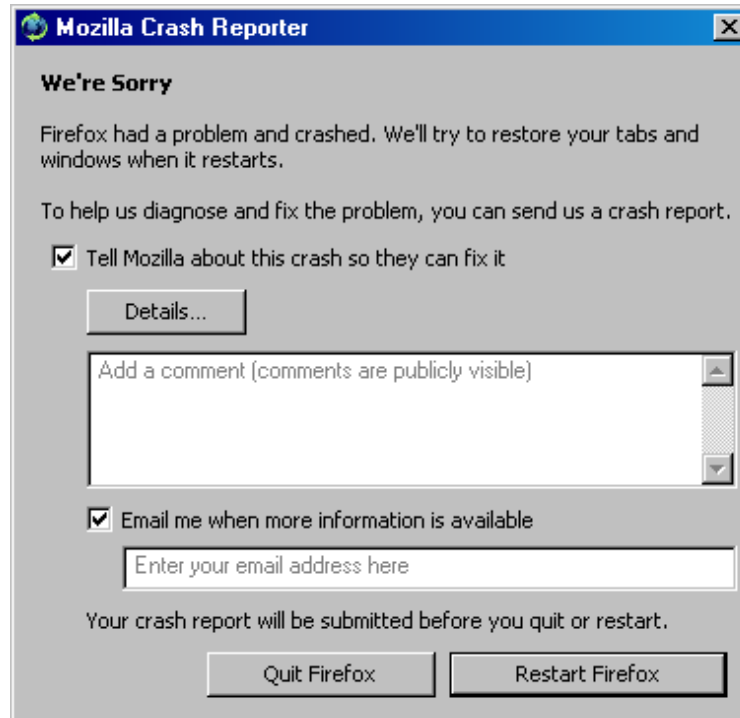 Mozilla Crash Reporter
We're Sorry
Firefox had a problem and crashed. We'll try to restore your tabs and
windows when it restarts.
To help us diagnose and fix the problem, you can send us a crash report.
Tell Mozilla about this crash so they can fix it
Details...
Add a comment (comments are publicly visible)
Email me when more information is available
Enter your email address here
Your crash report will be submitted before you quit or restart.
Quit Firefox
Restart Firefox